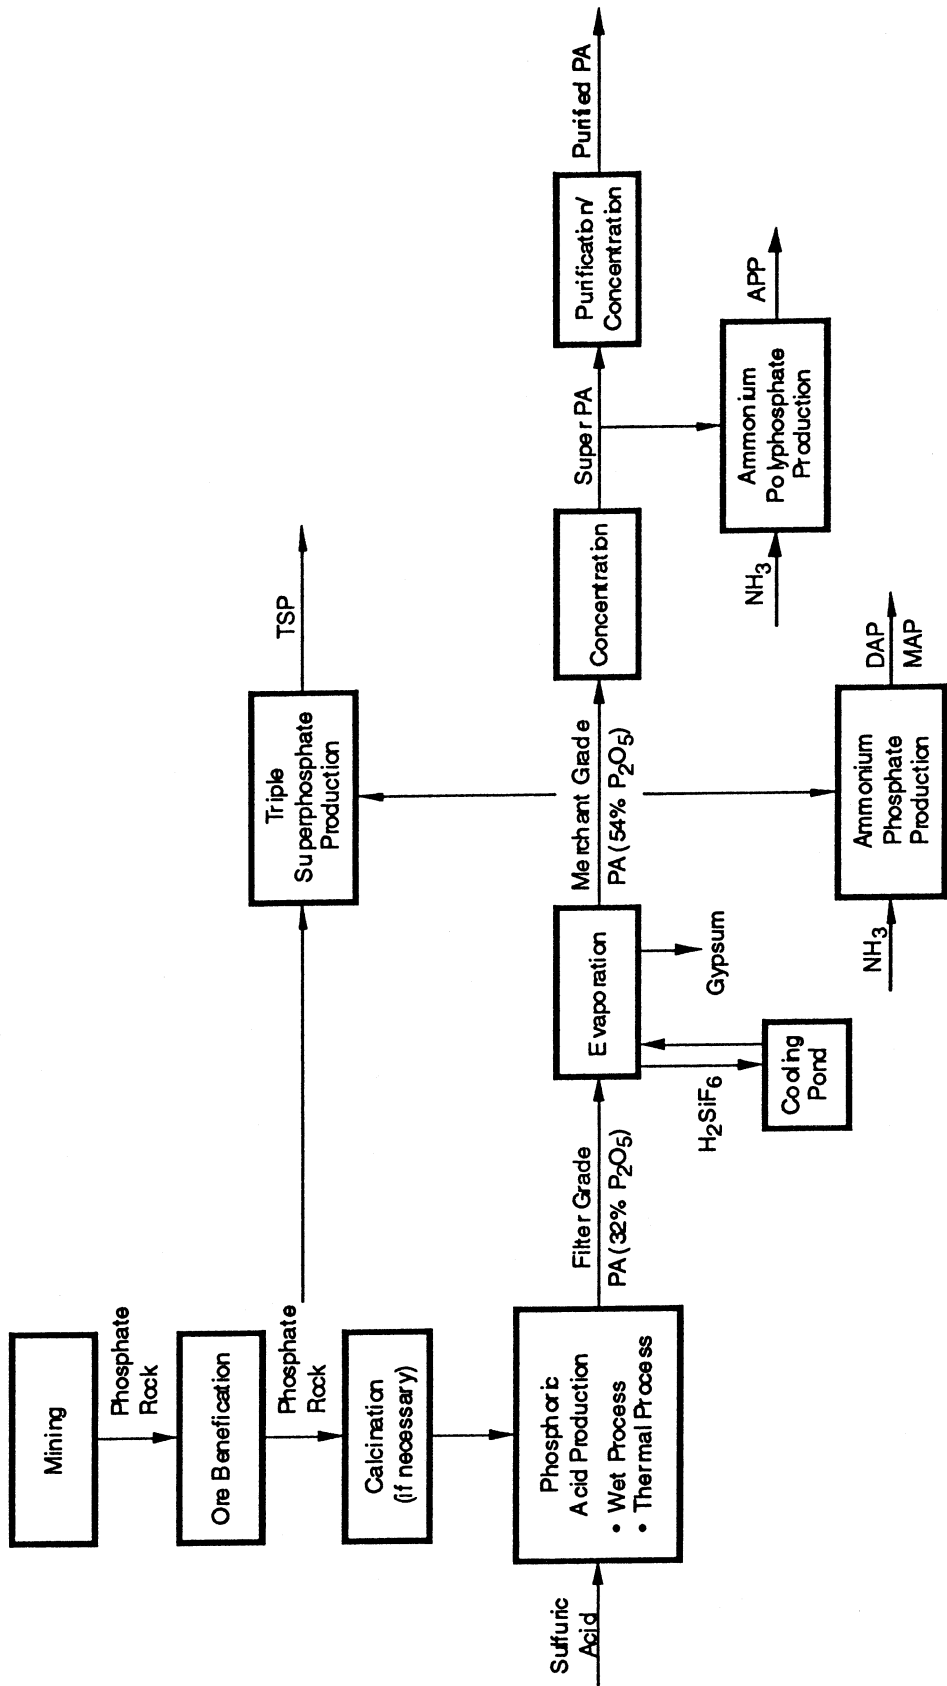 Mining
Phosphate
Rock
Ore Benefication
Phosphate
Rock
Calcination
(if necessary)
Sulfuric
Acid
Phosphoric
Acid Production
• Wet Process
• Thermal Process
Filter Grade
PA (32% P2O5)
Evaporation
H2SiF6
Cooling
Pond
Gypsum
Merchant Grade
PA (54% P2O5)
Triple
Superphosphate
Production
TSP
NH3
Ammonium
Phosphate
Production
DAP
MAP
Concentration
Super PA
NH3
Ammonium
Polyphosphate
Production
APP
Purification/
Concentration
Purified PA